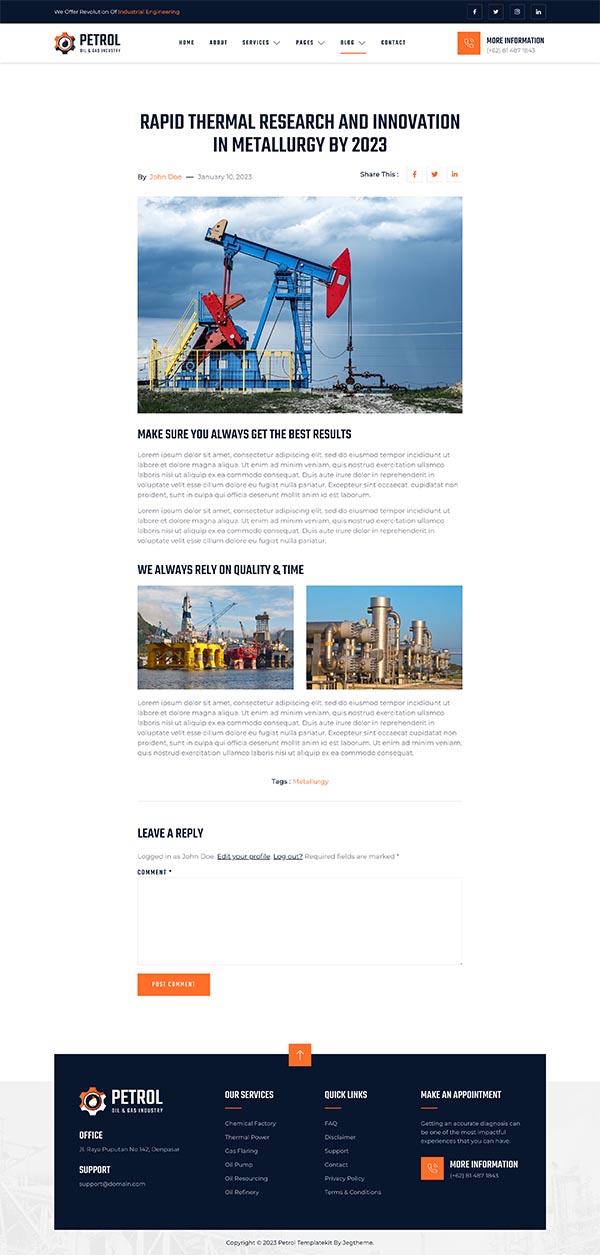 We Offer Revolution Of Industrial Engineering
PETROL
OIL & GAS INDUSTRY
HOME ABOUT SERVICES PAGES BLOG CONTACT
MORE INFORMATION
(+62) 81 487 1843
RAPID THERMAL RESEARCH AND INNOVATION
IN METALLURGY BY 2023
By John Doe — January 10, 2023
Share This :
MAKE SURE YOU ALWAYS GET THE BEST RESULTS
Lorem ipsum dolor sit amet, consectetur adipiscing elit, sed do eiusmod tempor incididunt ut
labore et dolore magna aliqua. Ut enim ad minim veniam, quis nostrud exercitation ullamco
laboris nisi ut aliquip ex ea commodo consequat. Duis aute irure dolor in reprehenderit in
voluptate velit esse cillum dolore eu fugiat nulla pariatur. Excepteur sint occaecat. cupidatat non
proident, sunt in culpa qui officia deserunt mollit anim id est laborum.
Lorem ipsum dolor sit amet, consectetur adipiscing elit, sed do eiusmod tempor incididunt ut
labore et dolore magna aliqua. Ut enim ad minim veniam, quis nostrud exercitation ullamco
laboris nisi ut aliquip ex ea commodo consequat. Duis aute irure dolor in reprehenderit in
voluptate velit esse cillum dolore eu fugiat nulla pariatur.
WE ALWAYS RELY ON QUALITY & TIME
Lorem ipsum dolor sit amet, consectetur adipiscing elit, sed do eiusmod tempor incididunt ut
labore et dolore magna aliqua. Ut enim ad minim veniam, quis nostrud exercitation ullamco
laboris nisi ut aliquip ex ea commodo consequat. Duis aute irure dolor in reprehenderit in
voluptate velit esse cillum dolore eu fugiat nulla pariatur. Excepteur sint occaecat cupidatat non
proident, sunt in culpa qui officia deserunt mollit anim id est laborum. Ut enim ad minim veniam,
quis nostrud exercitation ullamco laboris nisi ut aliquip ex ea commodo consequat.
Tags : Metallurgy
LEAVE A REPLY
Logged in as John Doe. Edit your profile. Log out? Required fields are marked *
COMMENT *
POST COMMENT
PETROL
OIL & GAS INDUSTRY
OFFICE
Jl. Raya Puputan No 142, Denpasar
SUPPORT
support@domain.com
OUR SERVICES
Chemical Factory
Thermal Power
Gas Flaring
Oil Pump
Oil Resourcing
Oil Refinery
QUICK LINKS
FAQ
Disclaimer
Support
Contact
Privacy Policy
Terms & Conditions
MAKE AN APPOINTMENT
Getting an accurate diagnosis can
be one of the most impactful
experiences that you can have.
MORE INFORMATION
(+62) 81 487 1843
Copyright © 2023 Petrol Templatekit By Jegtheme.